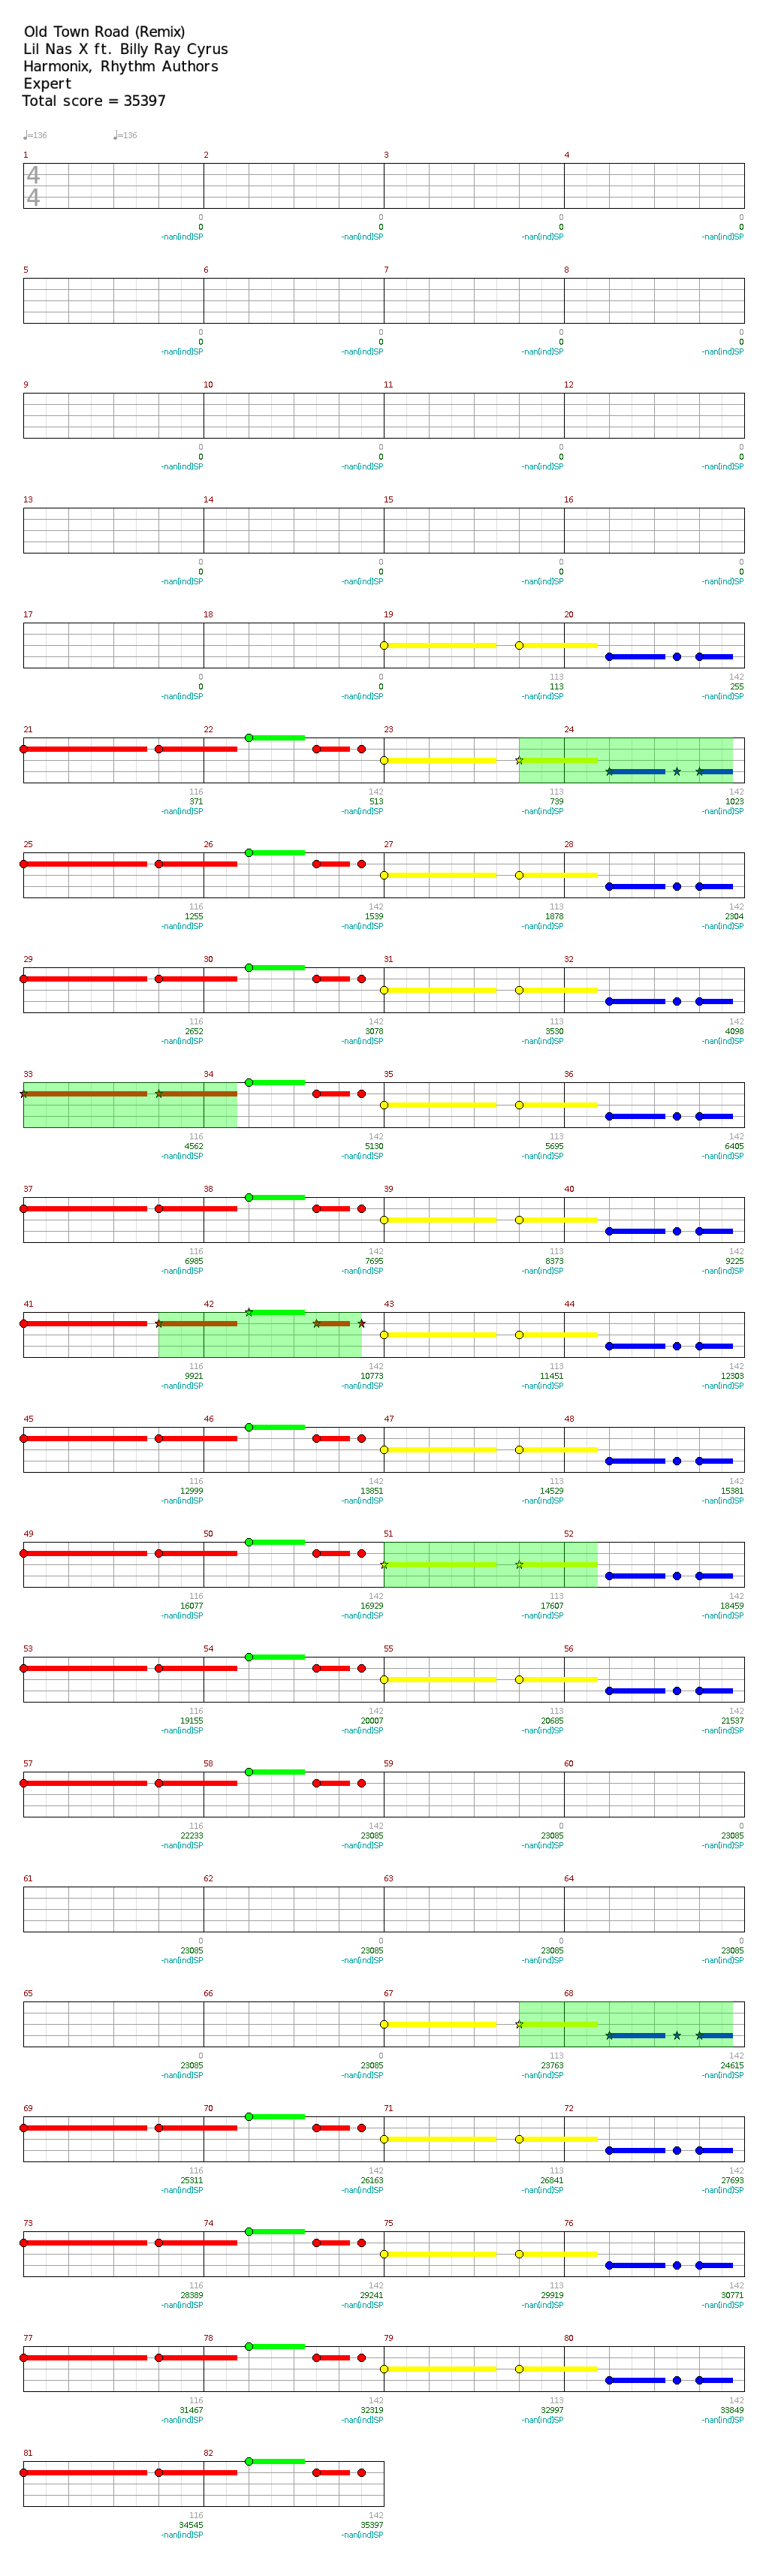 Old Town Road (Remix)
Lil Nas X ft. Billy Ray Cyrus
Harmonix, Rhythm Authors
Expert
Total score = 35397
♩=136 ♩=136
1 2 3 4
4
4
0 0 0 0
0 0 0 0
-nan(ind)SP -nan(ind)SP -nan(ind)SP -nan(ind)SP
5 6 7 8
0 0 0 0
0 0 0 0
-nan(ind)SP -nan(ind)SP -nan(ind)SP -nan(ind)SP
9 10 11 12
0 0 0 0
0 0 0 0
-nan(ind)SP -nan(ind)SP -nan(ind)SP -nan(ind)SP
13 14 15 16
0 0 0 0
0 0 0 0
-nan(ind)SP -nan(ind)SP -nan(ind)SP -nan(ind)SP
17 18 19 20
0 0 113 142
0 0 113 255
-nan(ind)SP -nan(ind)SP -nan(ind)SP -nan(ind)SP
21 22 23 24
116 142 113 142
371 513 739 1023
-nan(ind)SP -nan(ind)SP -nan(ind)SP -nan(ind)SP
25 26 27 28
116 142 113 142
1255 1539 1878 2304
-nan(ind)SP -nan(ind)SP -nan(ind)SP -nan(ind)SP
29 30 31 32
116 142 113 142
2652 3078 3530 4098
-nan(ind)SP -nan(ind)SP -nan(ind)SP -nan(ind)SP
33 34 35 36
116 142 113 142
4562 5130 5695 6405
-nan(ind)SP -nan(ind)SP -nan(ind)SP -nan(ind)SP
37 38 39 40
116 142 113 142
6985 7695 8373 9225
-nan(ind)SP -nan(ind)SP -nan(ind)SP -nan(ind)SP
41 42 43 44
116 142 113 142
9921 10773 11451 12303
-nan(ind)SP -nan(ind)SP -nan(ind)SP -nan(ind)SP
45 46 47 48
116 142 113 142
12999 13851 14529 15381
-nan(ind)SP -nan(ind)SP -nan(ind)SP -nan(ind)SP
49 50 51 52
116 142 113 142
16077 16929 17607 18459
-nan(ind)SP -nan(ind)SP -nan(ind)SP -nan(ind)SP
53 54 55 56
116 142 113 142
19155 20007 20685 21537
-nan(ind)SP -nan(ind)SP -nan(ind)SP -nan(ind)SP
57 58 59 60
116 142 0 0
22233 23085 23085 23085
-nan(ind)SP -nan(ind)SP -nan(ind)SP -nan(ind)SP
61 62 63 64
0 0 0 0
23085 23085 23085 23085
-nan(ind)SP -nan(ind)SP -nan(ind)SP -nan(ind)SP
65 66 67 68
0 0 113 142
23085 23085 23763 24615
-nan(ind)SP -nan(ind)SP -nan(ind)SP -nan(ind)SP
69 70 71 72
116 142 113 142
25311 26163 26841 27693
-nan(ind)SP -nan(ind)SP -nan(ind)SP -nan(ind)SP
73 74 75 76
116 142 113 142
28389 29241 29919 30771
-nan(ind)SP -nan(ind)SP -nan(ind)SP -nan(ind)SP
77 78 79 80
116 142 113 142
31467 32319 32997 33849
-nan(ind)SP -nan(ind)SP -nan(ind)SP -nan(ind)SP
81 82
116 142
34545 35397
-nan(ind)SP -nan(ind)SP